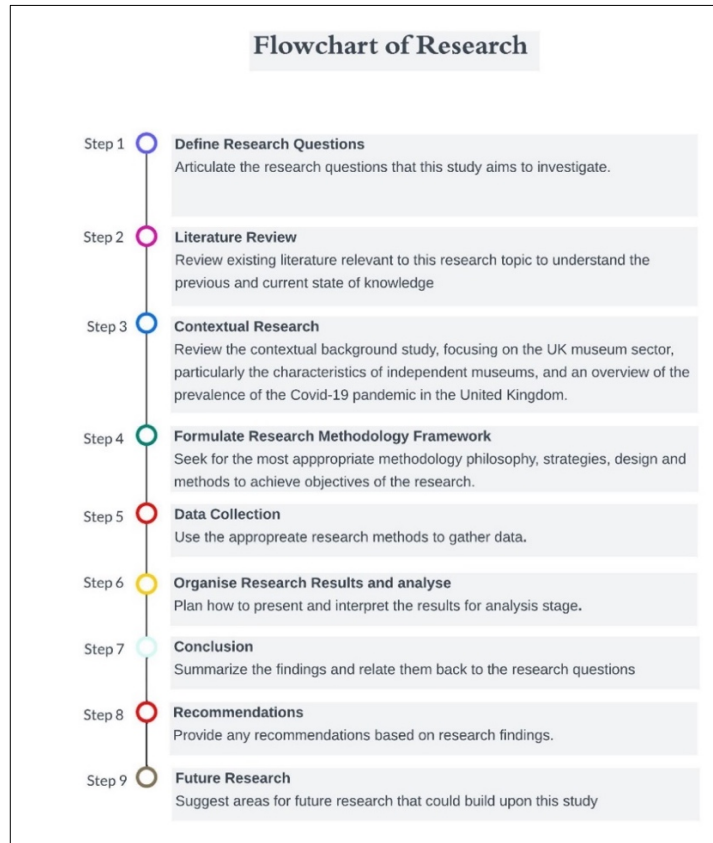 Flowchart of Research
Step 1
Define Research Questions
Articulate the research questions that this study aims to investigate.
Step 2
Literature Review
Review existing literature relevant to this research topic to understand the
previous and current state of knowledge
Step 3
Contextual Research
Review the contextual background study, focusing on the UK museum sector,
particularly the characteristics of independent museums, and an overview of the
prevalence of the Covid-19 pandemic in the United Kingdom.
Step 4
Formulate Research Methodology Framework
Seek for the most apppropriate methodology philosophy, strategies, design and
methods to achieve objectives of the research.
Step 5
Data Collection
Use the appropreate research methods to gather data.
Step 6
Organise Research Results and analyse
Plan how to present and interpret the results for analysis stage.
Step 7
Conclusion
Summarize the findings and relate them back to the research questions
Step 8
Recommendations
Provide any recommendations based on research findings.
Step 9
Future Research
Suggest areas for future research that could build upon this study